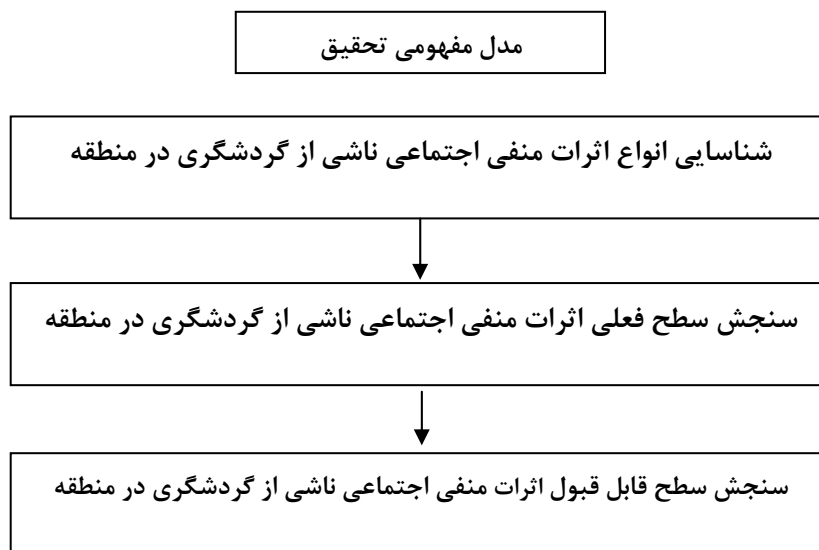 مدل مفهومی تحقیق
شناسایی انواع اثرات منفی اجتماعی ناشی از گردشگری در منطقه
سنجش سطح فعلی اثرات منفی اجتماعی ناشی از گردشگری در منطقه
سنجش سطح قابل قبول اثرات منفی اجتماعی ناشی از گردشگری در منطقه